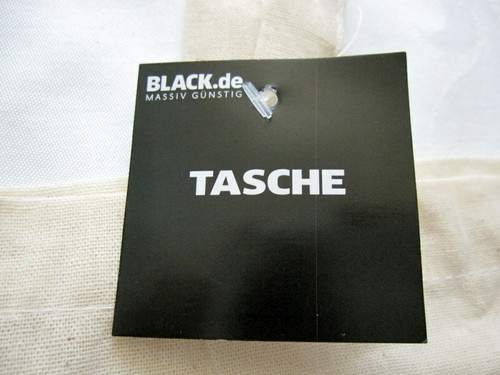 BLACK.de
MASSIV GÜNSTIG
TASCHE